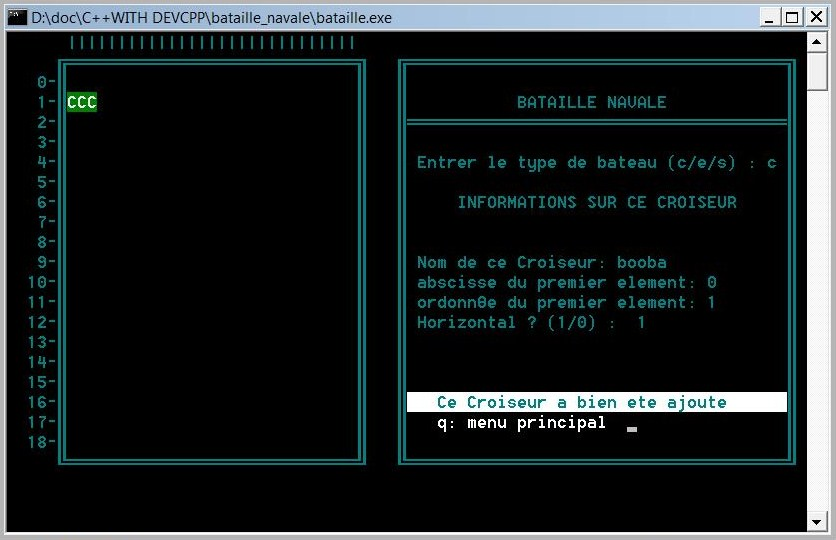 D:\doc\C++WITH DEVCPP\bataille_navale\bataille.exe
0-
1-
2-
3-
4-
5-
6-
7-
8-
9-
10-
11-
12-
13-
14-
15-
16-
17-
18-
CCC
BATAILLE NAVALE
Entrer le type de bateau (c/e/s) : c
INFORMATIONS SUR CE CROISEUR
Nom de ce Croiseur: booba
abscisse du premier element: 0
ordonnθe du premier element: 1
Horizontal ? (1/0) : 1
Ce Croiseur a bien ete ajoute
q: menu principal _